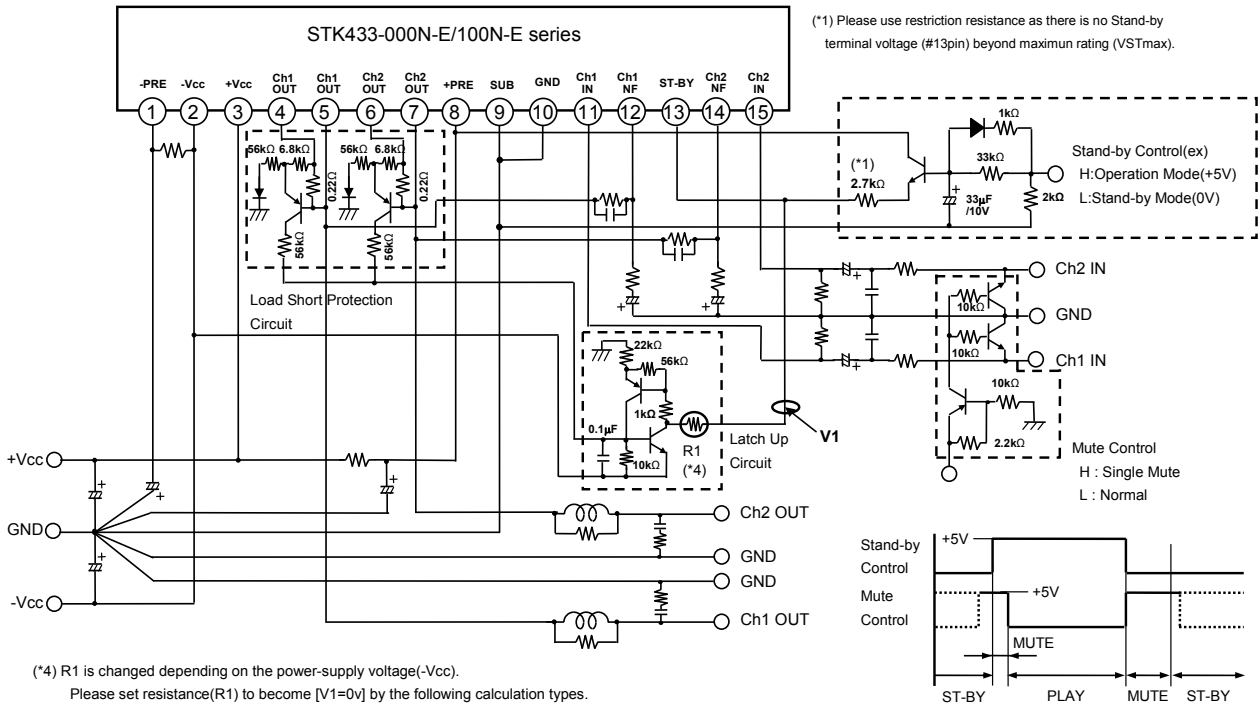 STK433-000N-E/100N-E series
(*1) Please use restriction resistance as there is no Stand-by
terminal voltage (#13pin) beyond maximun rating (VSTmax).
-PRE -Vcc +Vcc Ch1 OUT Ch1 OUT Ch2 OUT Ch2 OUT +PRE SUB GND Ch1 IN Ch1 NF ST-BY Ch2 NF Ch2 IN
1 2 3 4 5 6 7 8 9 10 11 12 13 14 15
56kΩ 6.8kΩ 56kΩ 6.8kΩ
0.22Ω 0.22Ω
56kΩ 56kΩ
Load Short Protection
Circuit
1kΩ
(*1)
2.7kΩ
33kΩ
33µF
/10V
2kΩ
+
Stand-by Control(ex)
H:Operation Mode(+5V)
L:Stand-by Mode(0V)
+ +
+
+
Ch2 IN
GND
Ch1 IN
10kΩ
10kΩ
10kΩ
2.2kΩ
Mute Control
H : Single Mute
L : Normal
22kΩ
56kΩ
1kΩ
0.1µF
10kΩ
R1
(*4)
Latch Up
Circuit
V1
+Vcc
GND
-Vcc
+ + +
+
Ch2 OUT
GND
GND
Ch1 OUT
Stand-by
Control
+5V
Mute
Control
+5V
MUTE
ST-BY PLAY MUTE ST-BY
(*4) R1 is changed depending on the power-supply voltage(-Vcc).
Please set resistance(R1) to become [V1=0v] by the following calculation types.